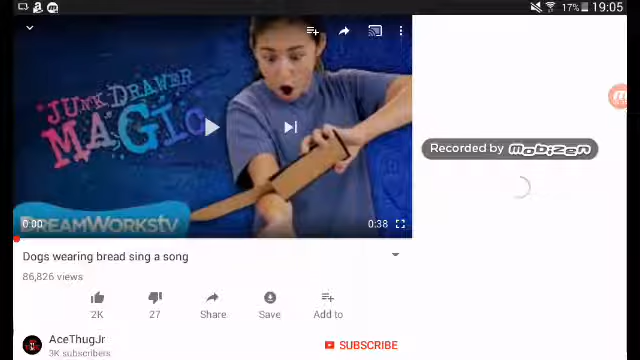 17% 19:05
JUNK DRAWER
MAGIC
DREAMWORKSTV
0:00
0:38
Recorded by MOBIZEN
Dogs wearing bread sing a song
86,826 views
2K
27
Share
Save
Add to
AceThugJr
3K subscribers
SUBSCRIBE